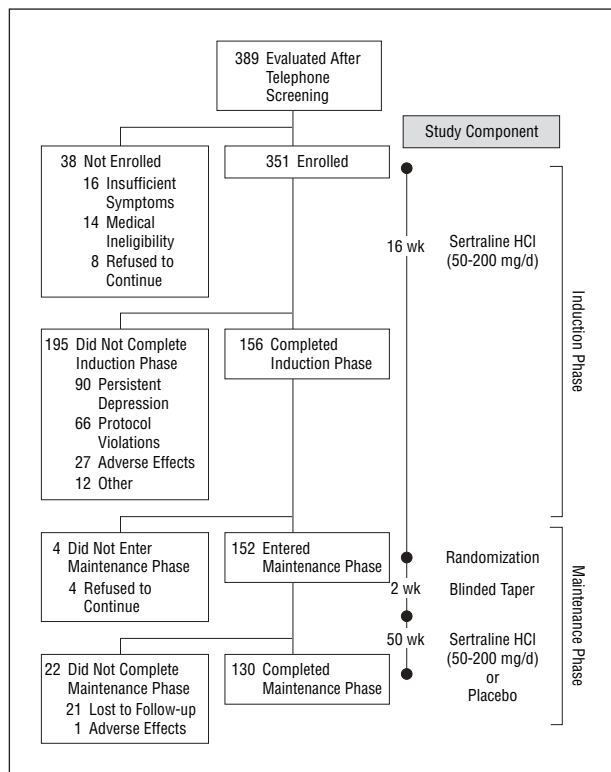 389 Evaluated After
Telephone
Screening
Study Component
38 Not Enrolled
16 Insufficient
Symptoms
14 Medical
Ineligibility
8 Refused to
Continue
351 Enrolled
16 wk
Sertraline HCl
(50-200 mg/d)
Induction Phase
195 Did Not Complete
Induction Phase
90 Persistent
Depression
66 Protocol
Violations
27 Adverse Effects
12 Other
156 Completed
Induction Phase
4 Did Not Enter
Maintenance Phase
4 Refused to
Continue
152 Entered
Maintenance Phase
Randomization
2 wk
Blinded Taper
50 wk
Sertraline HCl
(50-200 mg/d)
or
Placebo
Maintenance Phase
22 Did Not Complete
Maintenance Phase
21 Lost to Follow-up
1 Adverse Effects
130 Completed
Maintenance Phase